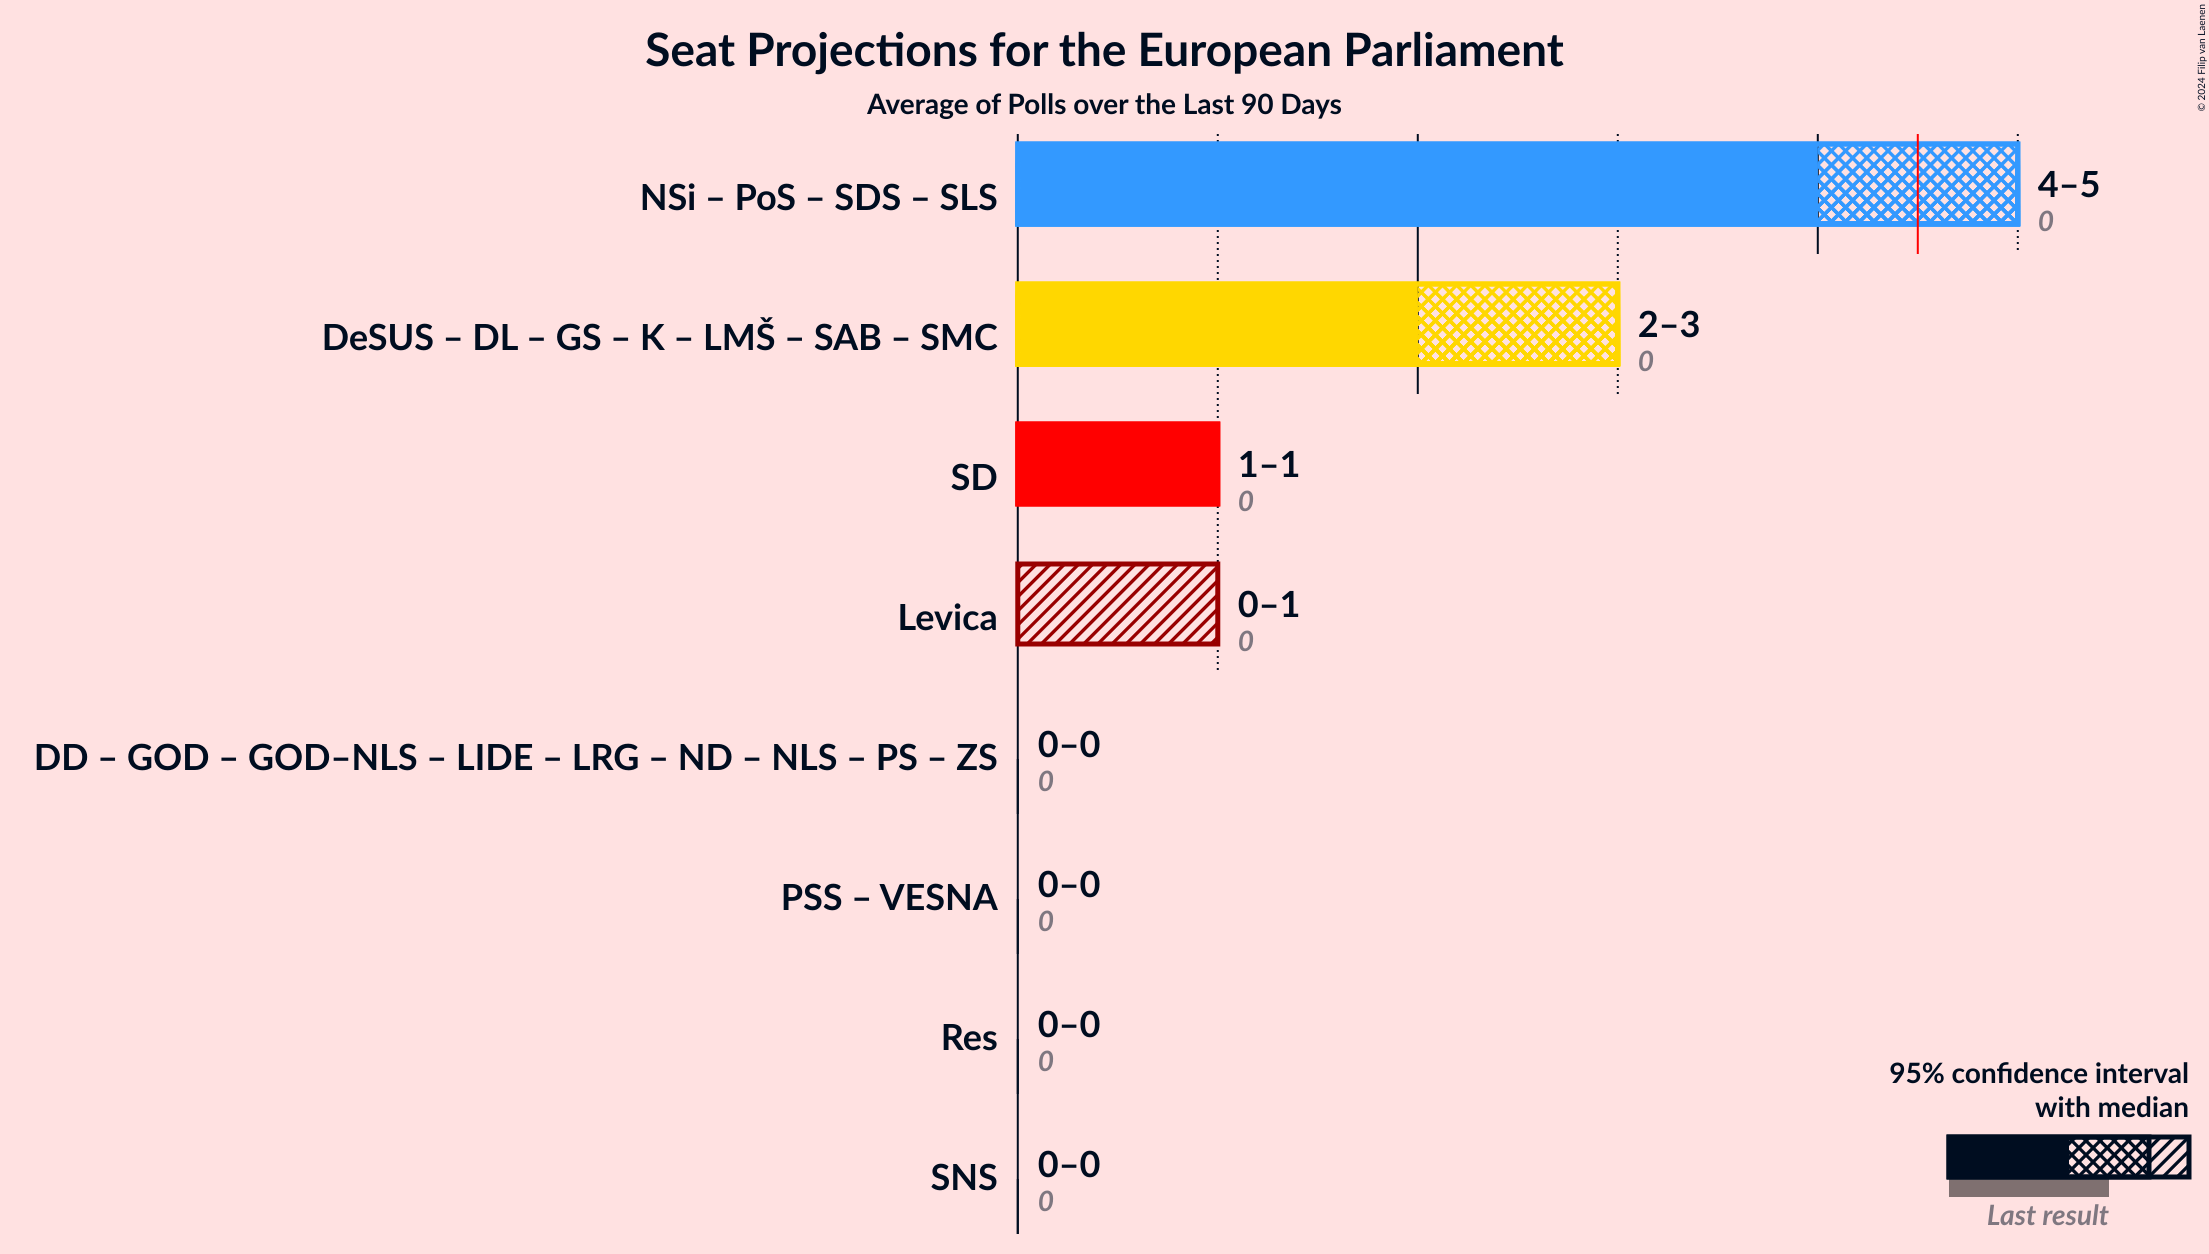 Seat Projections for the European Parliament
Average of Polls over the Last 90 Days
© 2024 Filip van Laenen
NSi – PoS – SDS – SLS
4–5
0
DeSUS – DL – GS – K – LMŠ – SAB – SMC
2–3
0
SD
1–1
0
Levica
0–1
0
DD – GOD – GOD–NLS – LIDE – LRG – ND – NLS – PS – ZS
0–0
0
PSS – VESNA
0–0
0
Res
0–0
0
SNS
0–0
0
95% confidence interval
with median
Last result